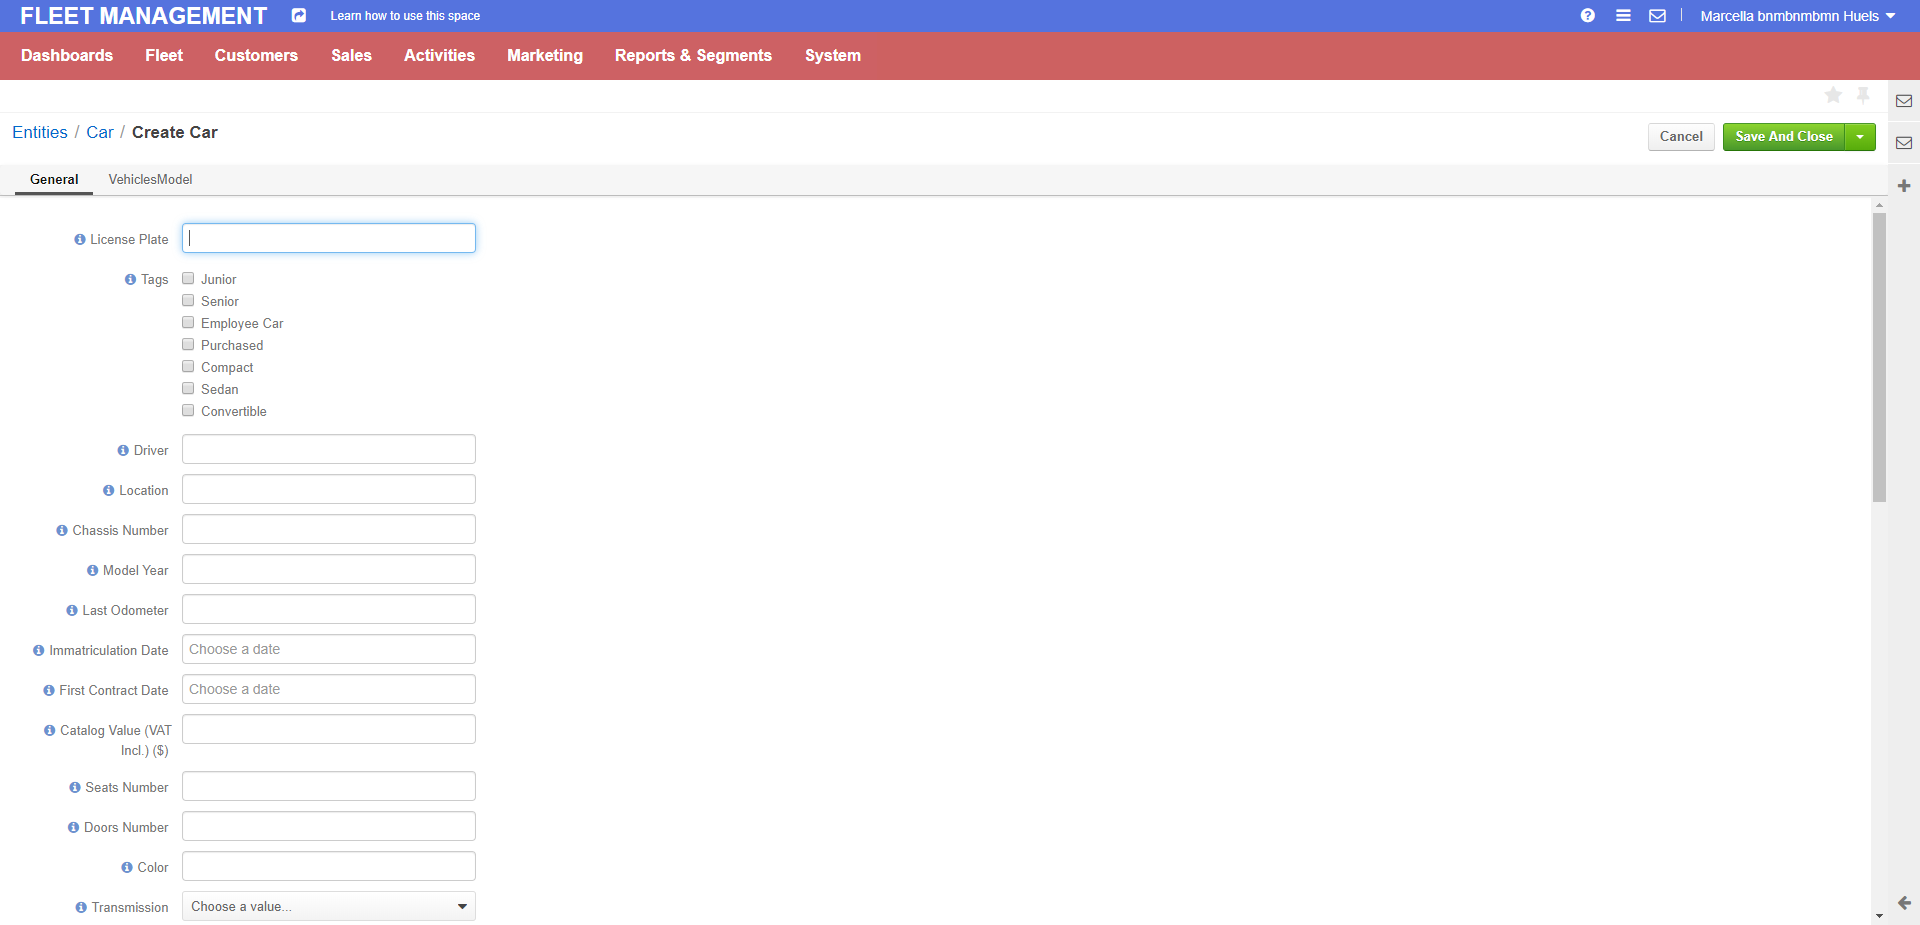 FLEET MANAGEMENT Learn how to use this space Marcella bnmbnmbmn Huels
Dashboards Fleet Customers Sales Activities Marketing Reports & Segments System
Entities / Car / Create Car Cancel Save And Close
General VehiclesModel
License Plate
Tags Junior
Senior
Employee Car
Purchased
Compact
Sedan
Convertible
Driver
Location
Chassis Number
Model Year
Last Odometer
Immatriculation Date Choose a date
First Contract Date Choose a date
Catalog Value (VAT
Incl.) ($)
Seats Number
Doors Number
Color
Transmission Choose a value...